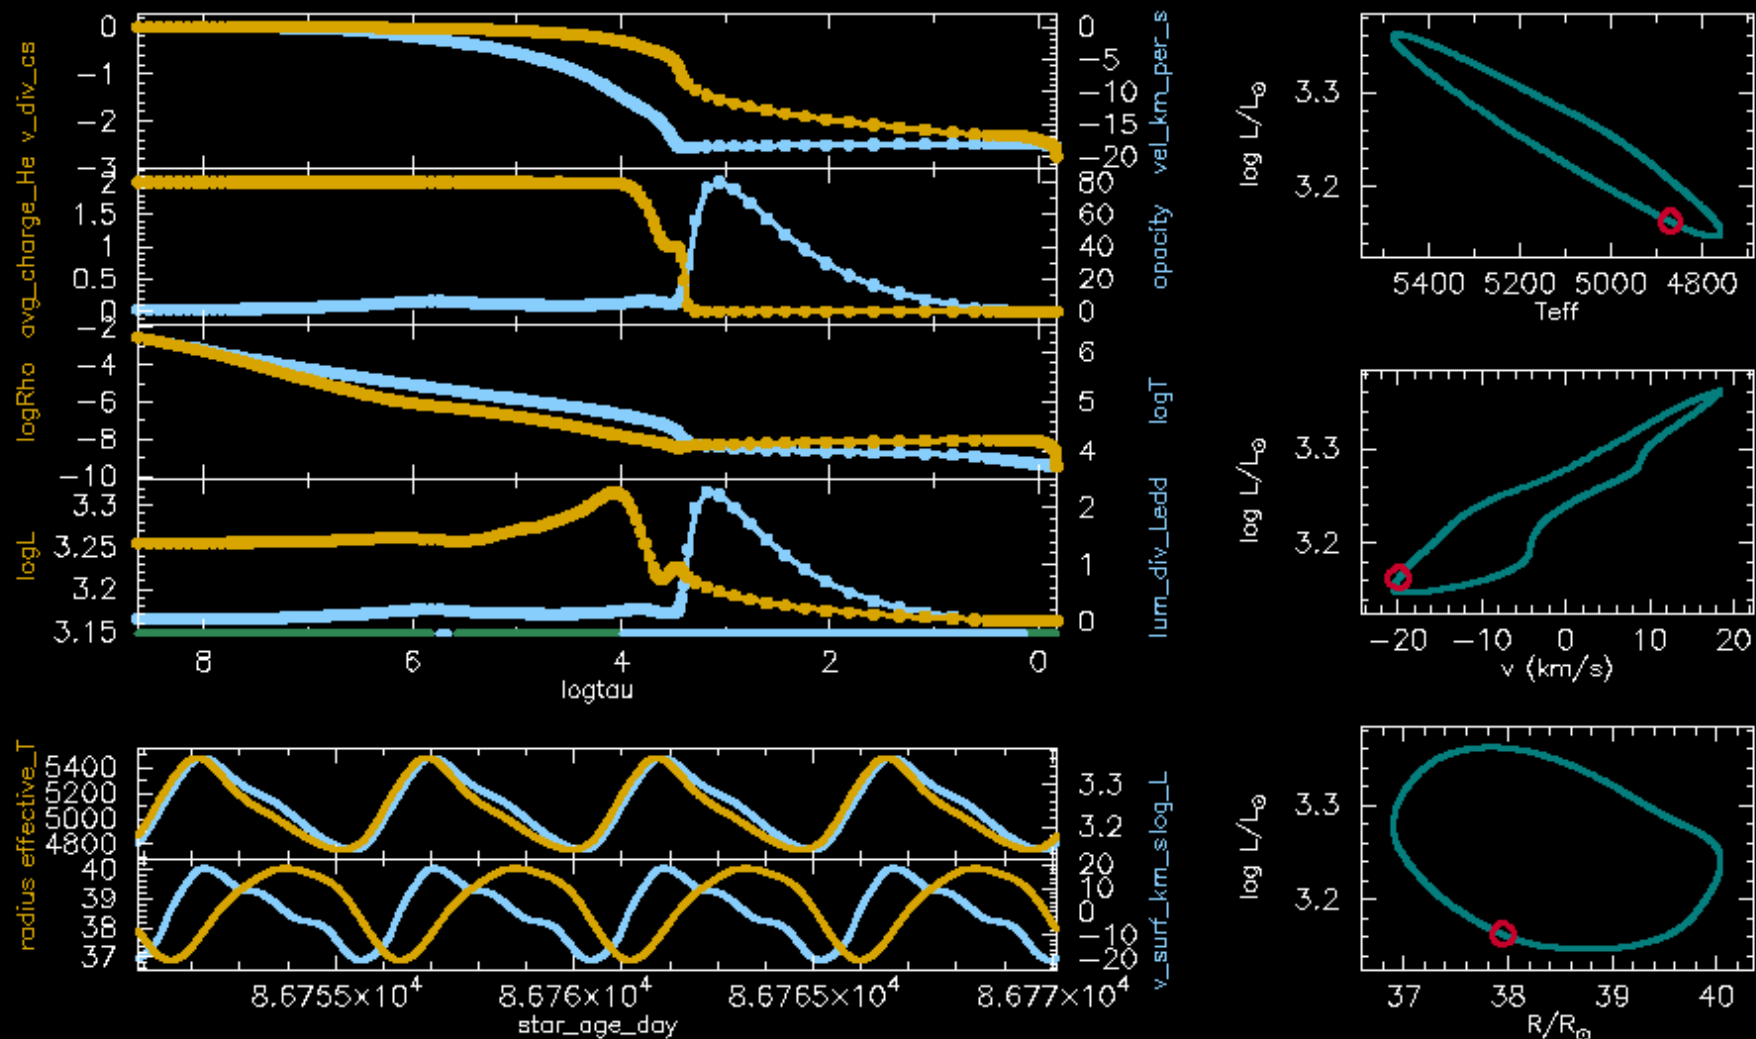 v_div_cs
0
−1
−2
−3
0
−5
−10
−15
−20
vel_km_per_s
avg_charge_He
2
1.5
1
0.5
0
80
60
40
20
0
opacity
logRho
−2
−4
−6
−8
−10
6
5
4
logT
logL
3.3
3.25
3.2
3.15
2
1
0
lum_div_Ledd
8 6 4 2 0
logtau
effective_T
5400
5200
5000
4800
3.3
3.2
log_L
radius
40
39
38
37
20
10
0
−10
−20
v_surf_km_s
8.6755×10⁴ 8.676×10⁴ 8.6765×10⁴ 8.677×10⁴
star_age_day
log L/L☉
3.3
3.2
5400 5200 5000 4800
Teff
log L/L☉
3.3
3.2
−20 −10 0 10 20
v (km/s)
log L/L☉
3.3
3.2
37 38 39 40
R/R☉